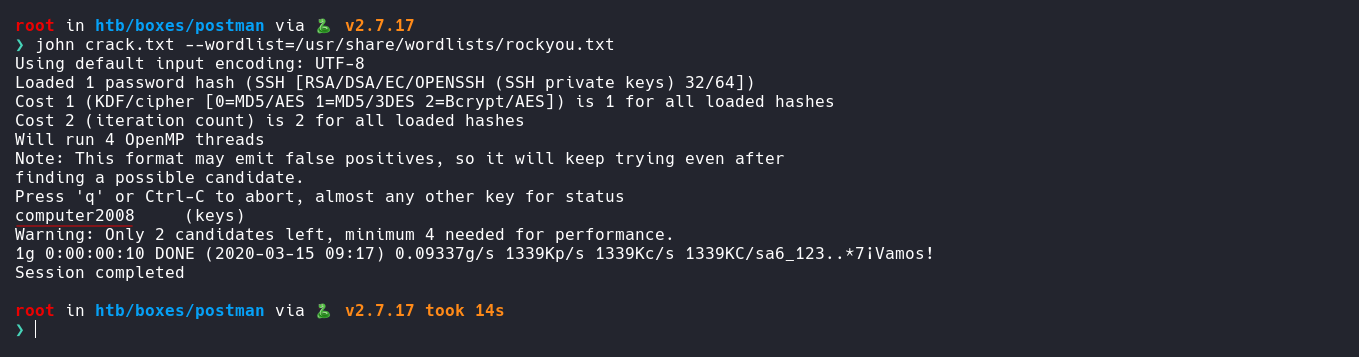 root in htb/boxes/postman via 🐍 v2.7.17
❯ john crack.txt --wordlist=/usr/share/wordlists/rockyou.txt
Using default input encoding: UTF-8
Loaded 1 password hash (SSH [RSA/DSA/EC/OPENSSH (SSH private keys) 32/64])
Cost 1 (KDF/cipher [0=MD5/AES 1=MD5/3DES 2=Bcrypt/AES]) is 1 for all loaded hashes
Cost 2 (iteration count) is 2 for all loaded hashes
Will run 4 OpenMP threads
Note: This format may emit false positives, so it will keep trying even after
finding a possible candidate.
Press 'q' or Ctrl-C to abort, almost any other key for status
computer2008     (keys)
Warning: Only 2 candidates left, minimum 4 needed for performance.
1g 0:00:00:10 DONE (2020-03-15 09:17) 0.09337g/s 1339Kp/s 1339Kc/s 1339KC/sa6_123..*7¡Vamos!
Session completed
root in htb/boxes/postman via 🐍 v2.7.17 took 14s
❯